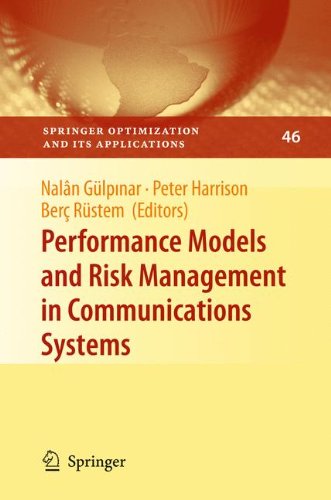 SPRINGER OPTIMIZATION
AND ITS APPLICATIONS
46
Nalân Gülpınar · Peter Harrison
Berç Rüstem (Editors)
Performance Models
and Risk Management
in Communications
Systems
Springer